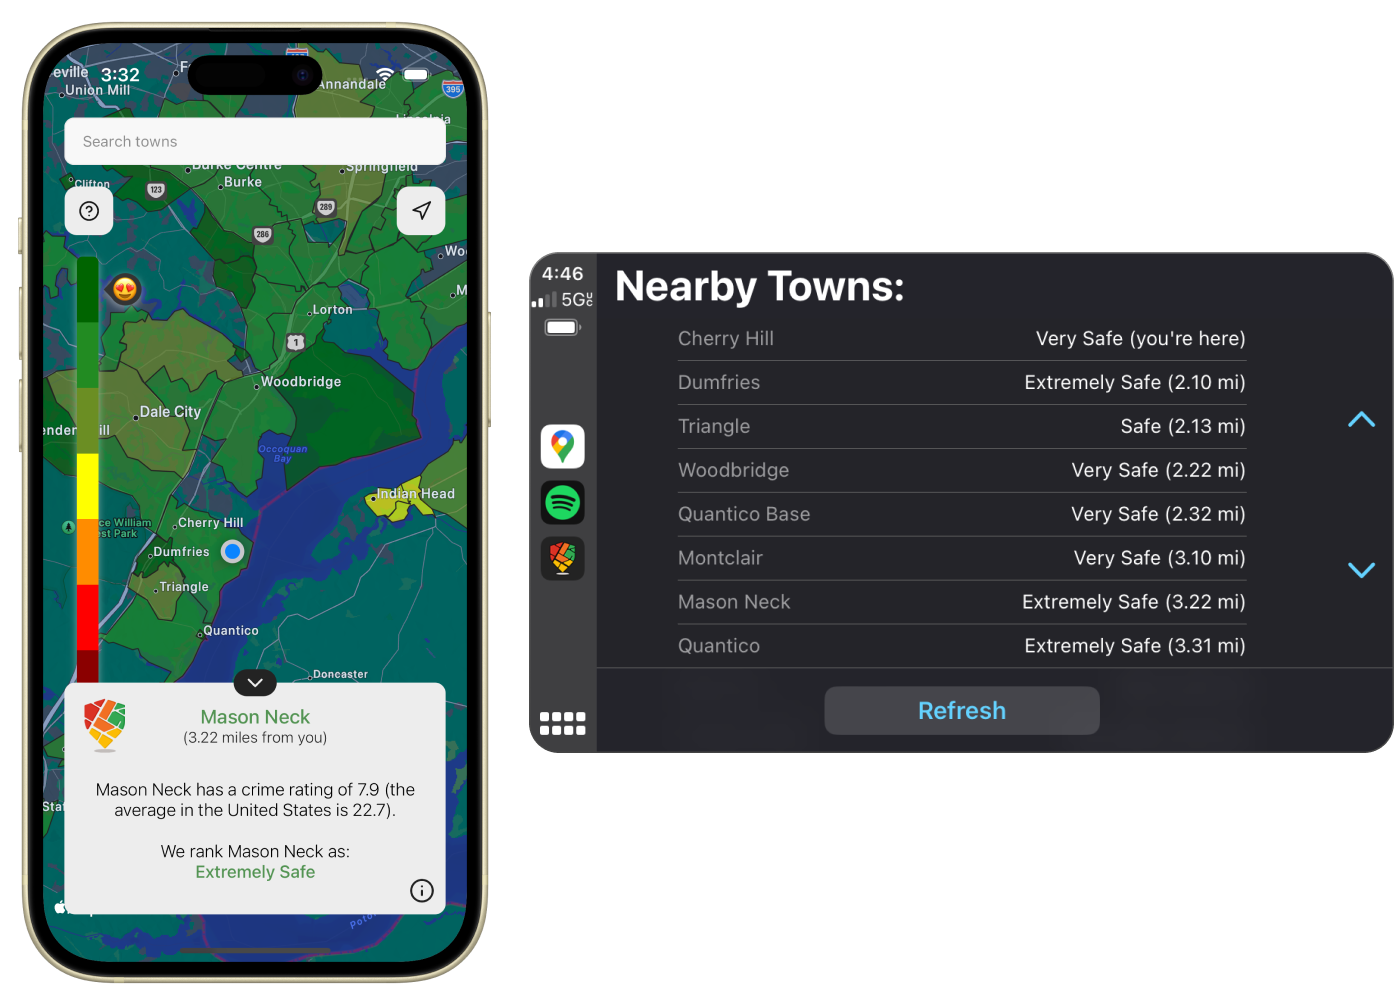 eville
3:32
Union Mill
Annandale
395
Search towns
Burke Centre
Springfield
Clifton
123
Burke
289
286
Lorton
1
Woodbridge
Dale City
Occoquan
Bay
Indian Head
Cherry Hill
ce William
est Park
Dumfries
Triangle
Quantico
Doncaster
Mason Neck
(3.22 miles from you)
Mason Neck has a crime rating of 7.9 (the
average in the United States is 22.7).
We rank Mason Neck as:
Extremely Safe
4:46
5G
Nearby Towns:
Cherry Hill Very Safe (you're here)
Dumfries Extremely Safe (2.10 mi)
Triangle Safe (2.13 mi)
Woodbridge Very Safe (2.22 mi)
Quantico Base Very Safe (2.32 mi)
Montclair Very Safe (3.10 mi)
Mason Neck Extremely Safe (3.22 mi)
Quantico Extremely Safe (3.31 mi)
Refresh